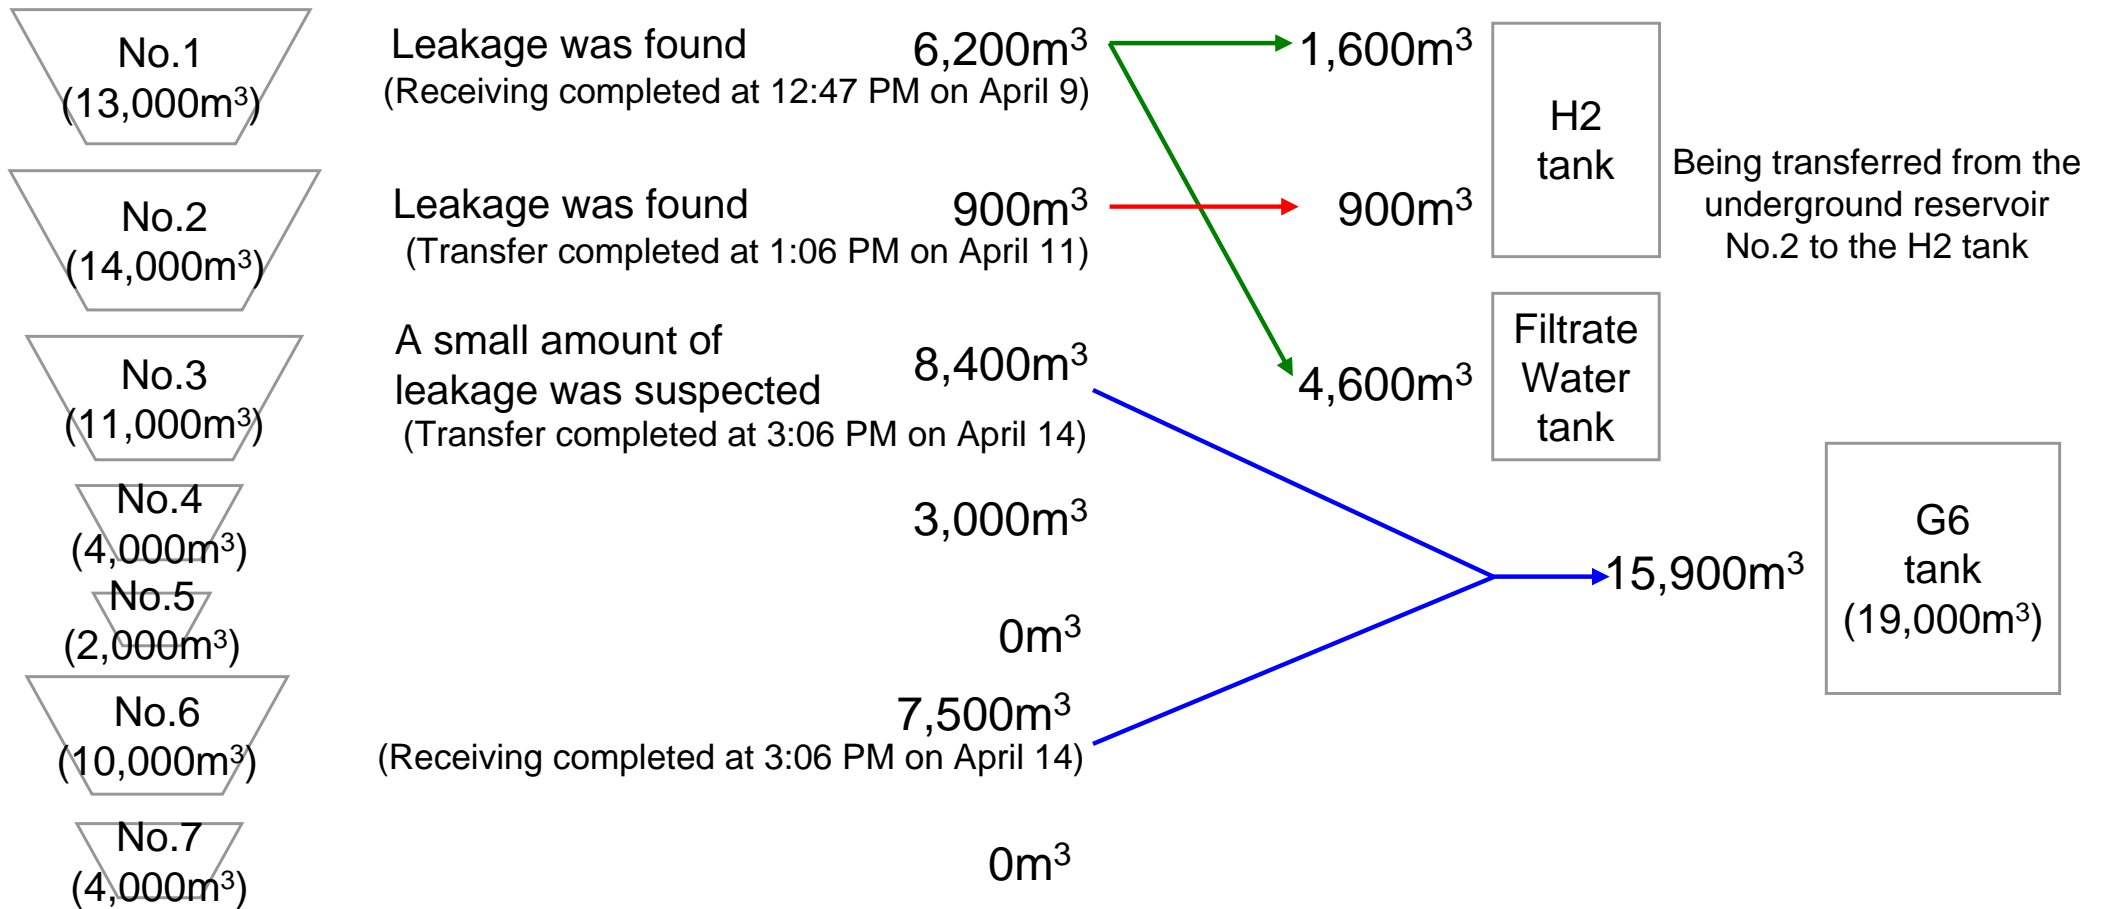 No.1
(13,000m³)
Leakage was found
6,200m³
(Receiving completed at 12:47 PM on April 9)
1,600m³
H2
tank
No.2
(14,000m³)
Leakage was found
900m³
(Transfer completed at 1:06 PM on April 11)
900m³
Being transferred from the
underground reservoir
No.2 to the H2 tank
No.3
(11,000m³)
A small amount of
leakage was suspected
8,400m³
(Transfer completed at 3:06 PM on April 14)
4,600m³
Filtrate
Water
tank
No.4
(4,000m³)
3,000m³
15,900m³
G6
tank
(19,000m³)
No.5
(2,000m³)
0m³
No.6
(10,000m³)
7,500m³
(Receiving completed at 3:06 PM on April 14)
No.7
(4,000m³)
0m³